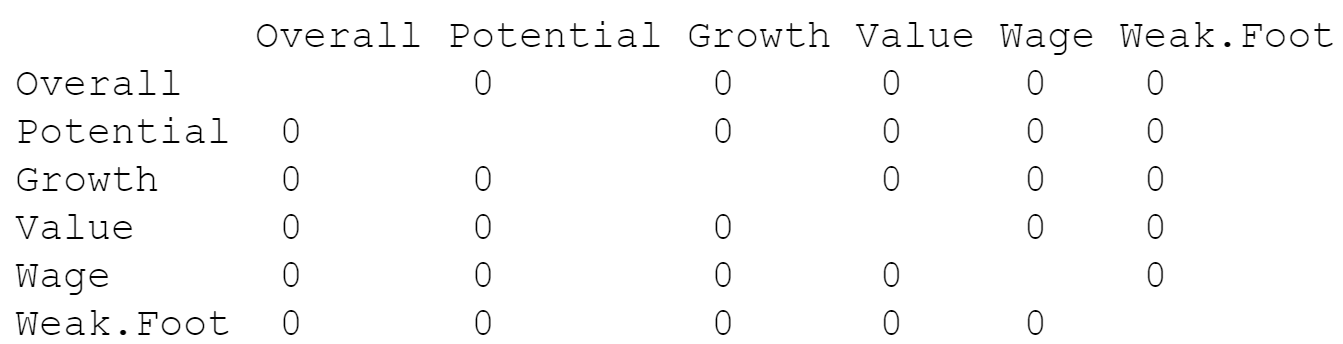 Overall Potential Growth Value Wage Weak.Foot
Overall 0 0 0 0 0
Potential 0 0 0 0 0
Growth 0 0 0 0 0
Value 0 0 0 0 0
Wage 0 0 0 0 0
Weak.Foot 0 0 0 0 0